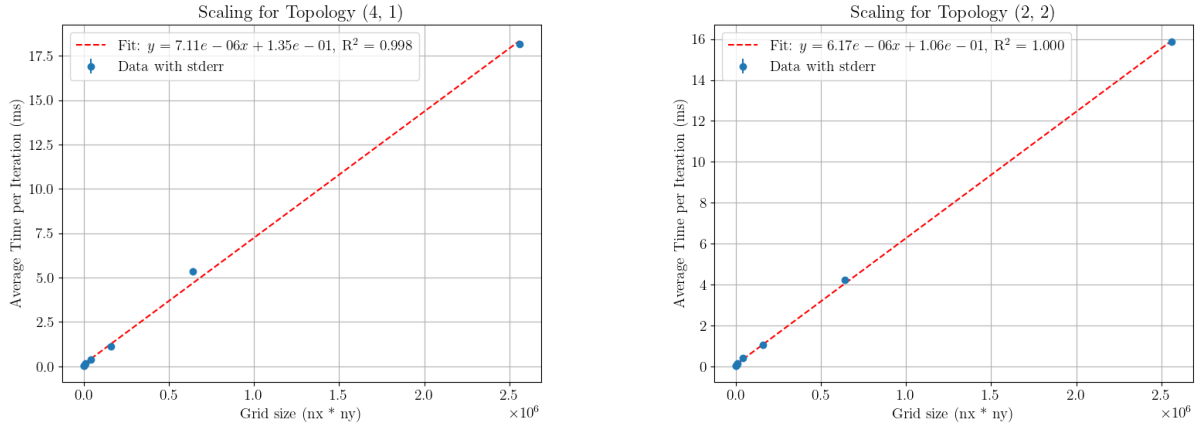 Scaling for Topology (4, 1)
Fit: y = 7.11e − 06x + 1.35e − 01, R² = 0.998
Data with stderr
Average Time per Iteration (ms)
17.5
15.0
12.5
10.0
7.5
5.0
2.5
0.0
0.0 0.5 1.0 1.5 2.0 2.5
×10⁶
Grid size (nx * ny)
Scaling for Topology (2, 2)
Fit: y = 6.17e − 06x + 1.06e − 01, R² = 1.000
Data with stderr
Average Time per Iteration (ms)
16
14
12
10
8
6
4
2
0
0.0 0.5 1.0 1.5 2.0 2.5
×10⁶
Grid size (nx * ny)